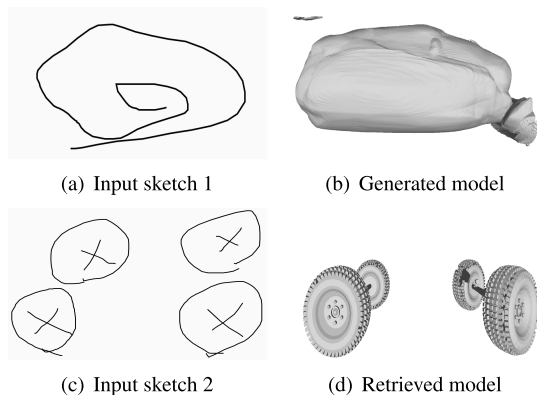 (a) Input sketch 1
(b) Generated model
(c) Input sketch 2
(d) Retrieved model